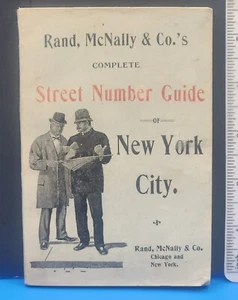 Rand, McNally & Co.'s
COMPLETE
Street Number Guide
OF
New York
City.
Rand, McNally & Co.
Chicago and
New York.